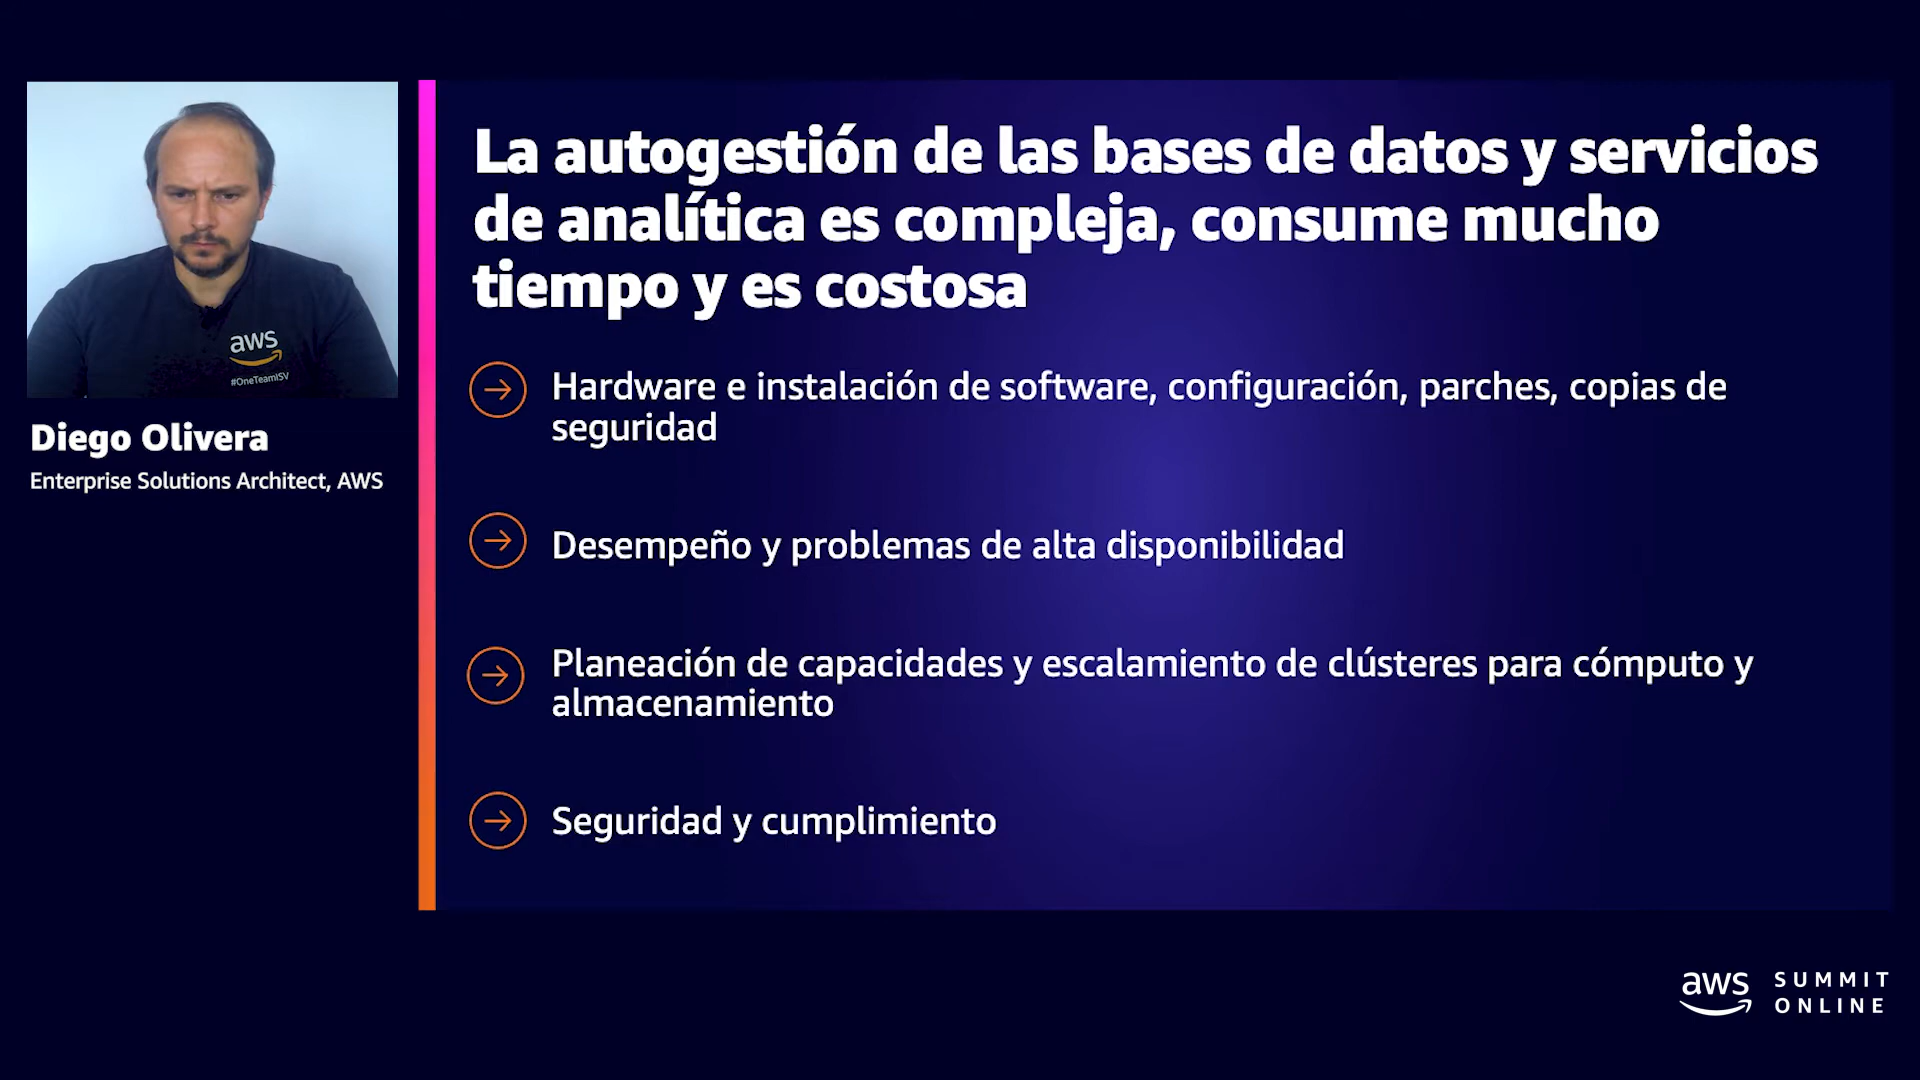 La autogestión de las bases de datos y servicios
de analítica es compleja, consume mucho
tiempo y es costosa
Hardware e instalación de software, configuración, parches, copias de
seguridad
Desempeño y problemas de alta disponibilidad
Planeación de capacidades y escalamiento de clústeres para cómputo y
almacenamiento
Seguridad y cumplimiento
aws
#OneTeamISV
Diego Olivera
Enterprise Solutions Architect, AWS
aws
SUMMIT
ONLINE